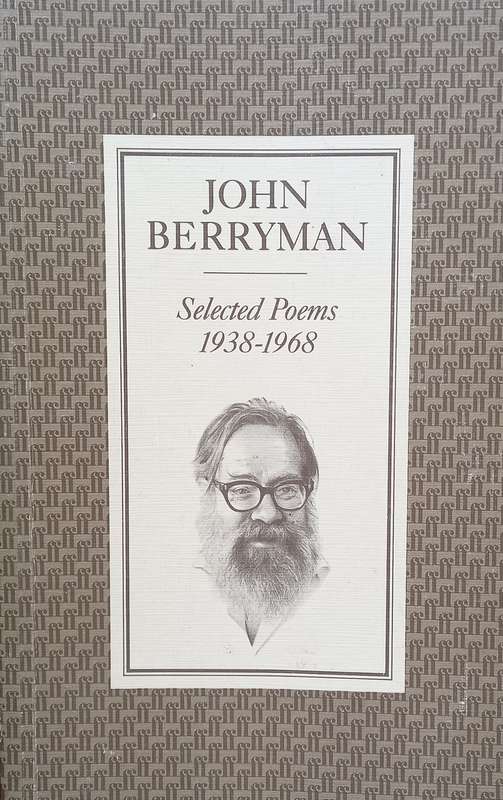 JOHN
BERRYMAN
Selected Poems
1938-1968